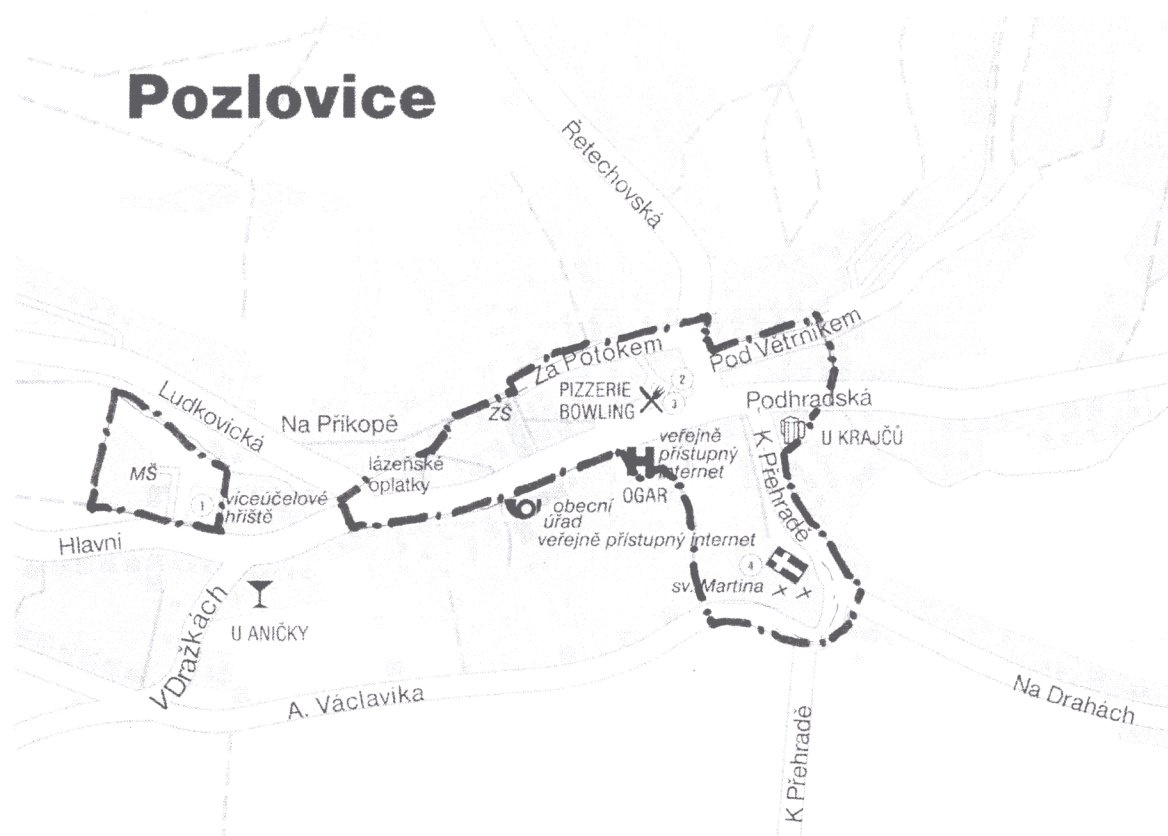 Pozlovice
Řetechovská
Za Potokem
Pod Větrníkem
PIZZERIE
BOWLING
2
3
Podhradská
Ludkovická
Na Příkopě
ZŠ
K Přehradě
U KRAJČŮ
veřejně
přístupný
internet
OGAR
lázeňské
oplatky
MŠ
1
víceúčelové
hřiště
obecní
úřad
veřejně přístupný internet
Hlavní
4
sv. Martina
U ANIČKY
V Dražkách
A. Václavíka
Na Drahách
K Přehradě